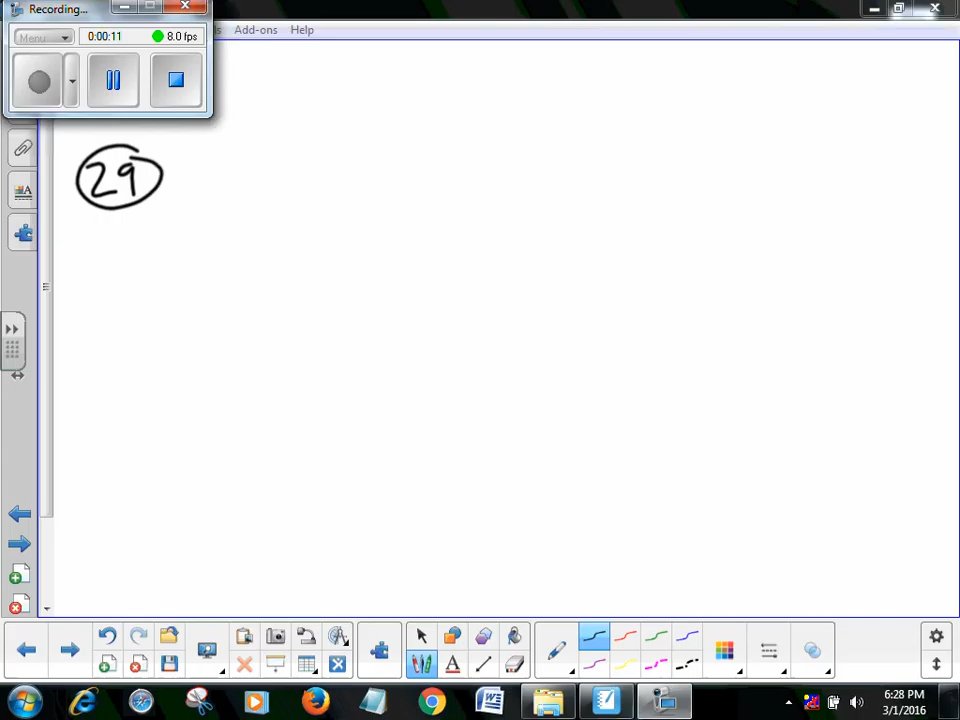 Recording...
Menu 0:00:11 8.0 fps
Add-ons Help
29
6:28 PM
3/1/2016